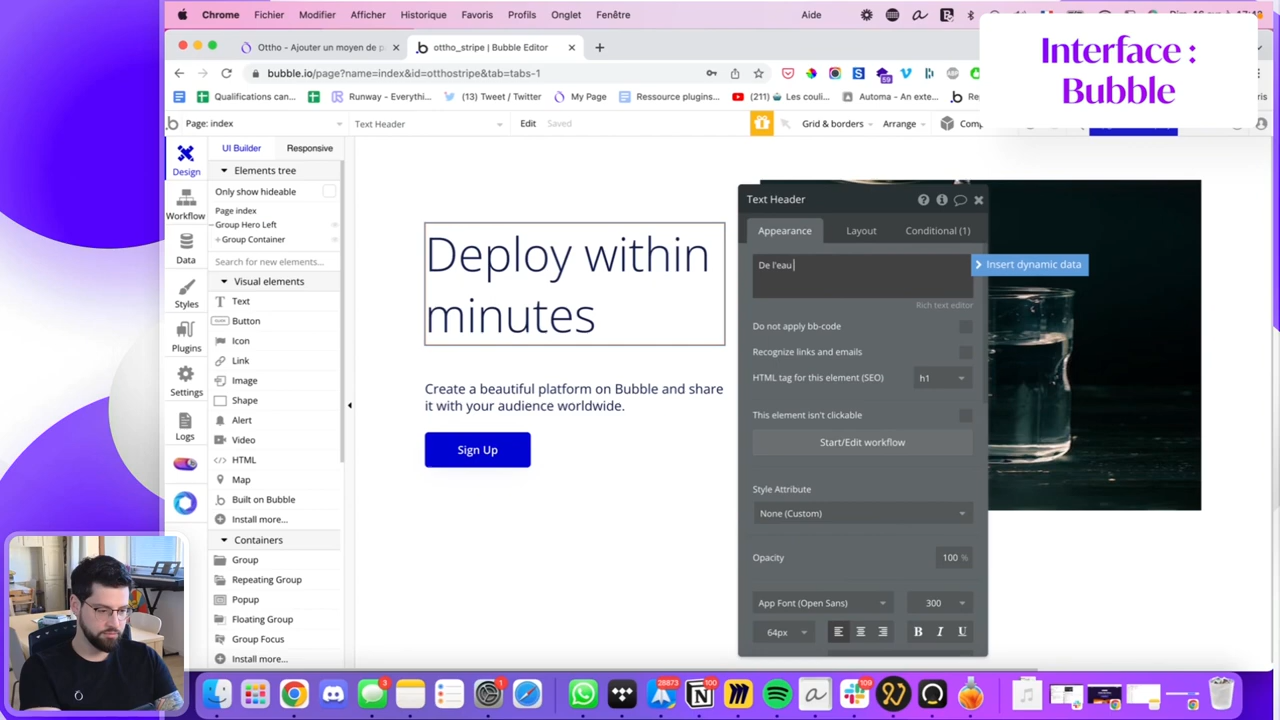 Chrome Fichier Modifier Afficher Historique Favoris Profils Onglet Fenêtre Aide
Interface :
Bubble
Ottho - Ajouter un moyen de p
ottho_stripe | Bubble Editor
bubble.io/page?name=index&id=otthostripe&tab=tabs-1
Qualifications can...
Runway - Everythi...
(13) Tweet / Twitter
My Page
Ressource plugins...
(211) Les couli...
Automa - An exte...
Page: index
Text Header
Edit
Saved
Grid & borders
Arrange
Design
Workflow
Data
Styles
Plugins
Settings
Logs
UI Builder
Responsive
Elements tree
Only show hideable
Page index
Group Hero Left
Group Container
Search for new elements...
Visual elements
Text
Button
Icon
Link
Image
Shape
Alert
Video
HTML
Map
Built on Bubble
Install more...
Containers
Group
Repeating Group
Popup
Floating Group
Group Focus
Install more...
Deploy within
minutes
Create a beautiful platform on Bubble and share
it with your audience worldwide.
Sign Up
Text Header
Appearance
Layout
Conditional (1)
De l'eau
Insert dynamic data
Rich text editor
Do not apply bb-code
Recognize links and emails
HTML tag for this element (SEO)
h1
This element isn't clickable
Start/Edit workflow
Style Attribute
None (Custom)
Opacity
100 %
App Font (Open Sans)
300
64px
B I U